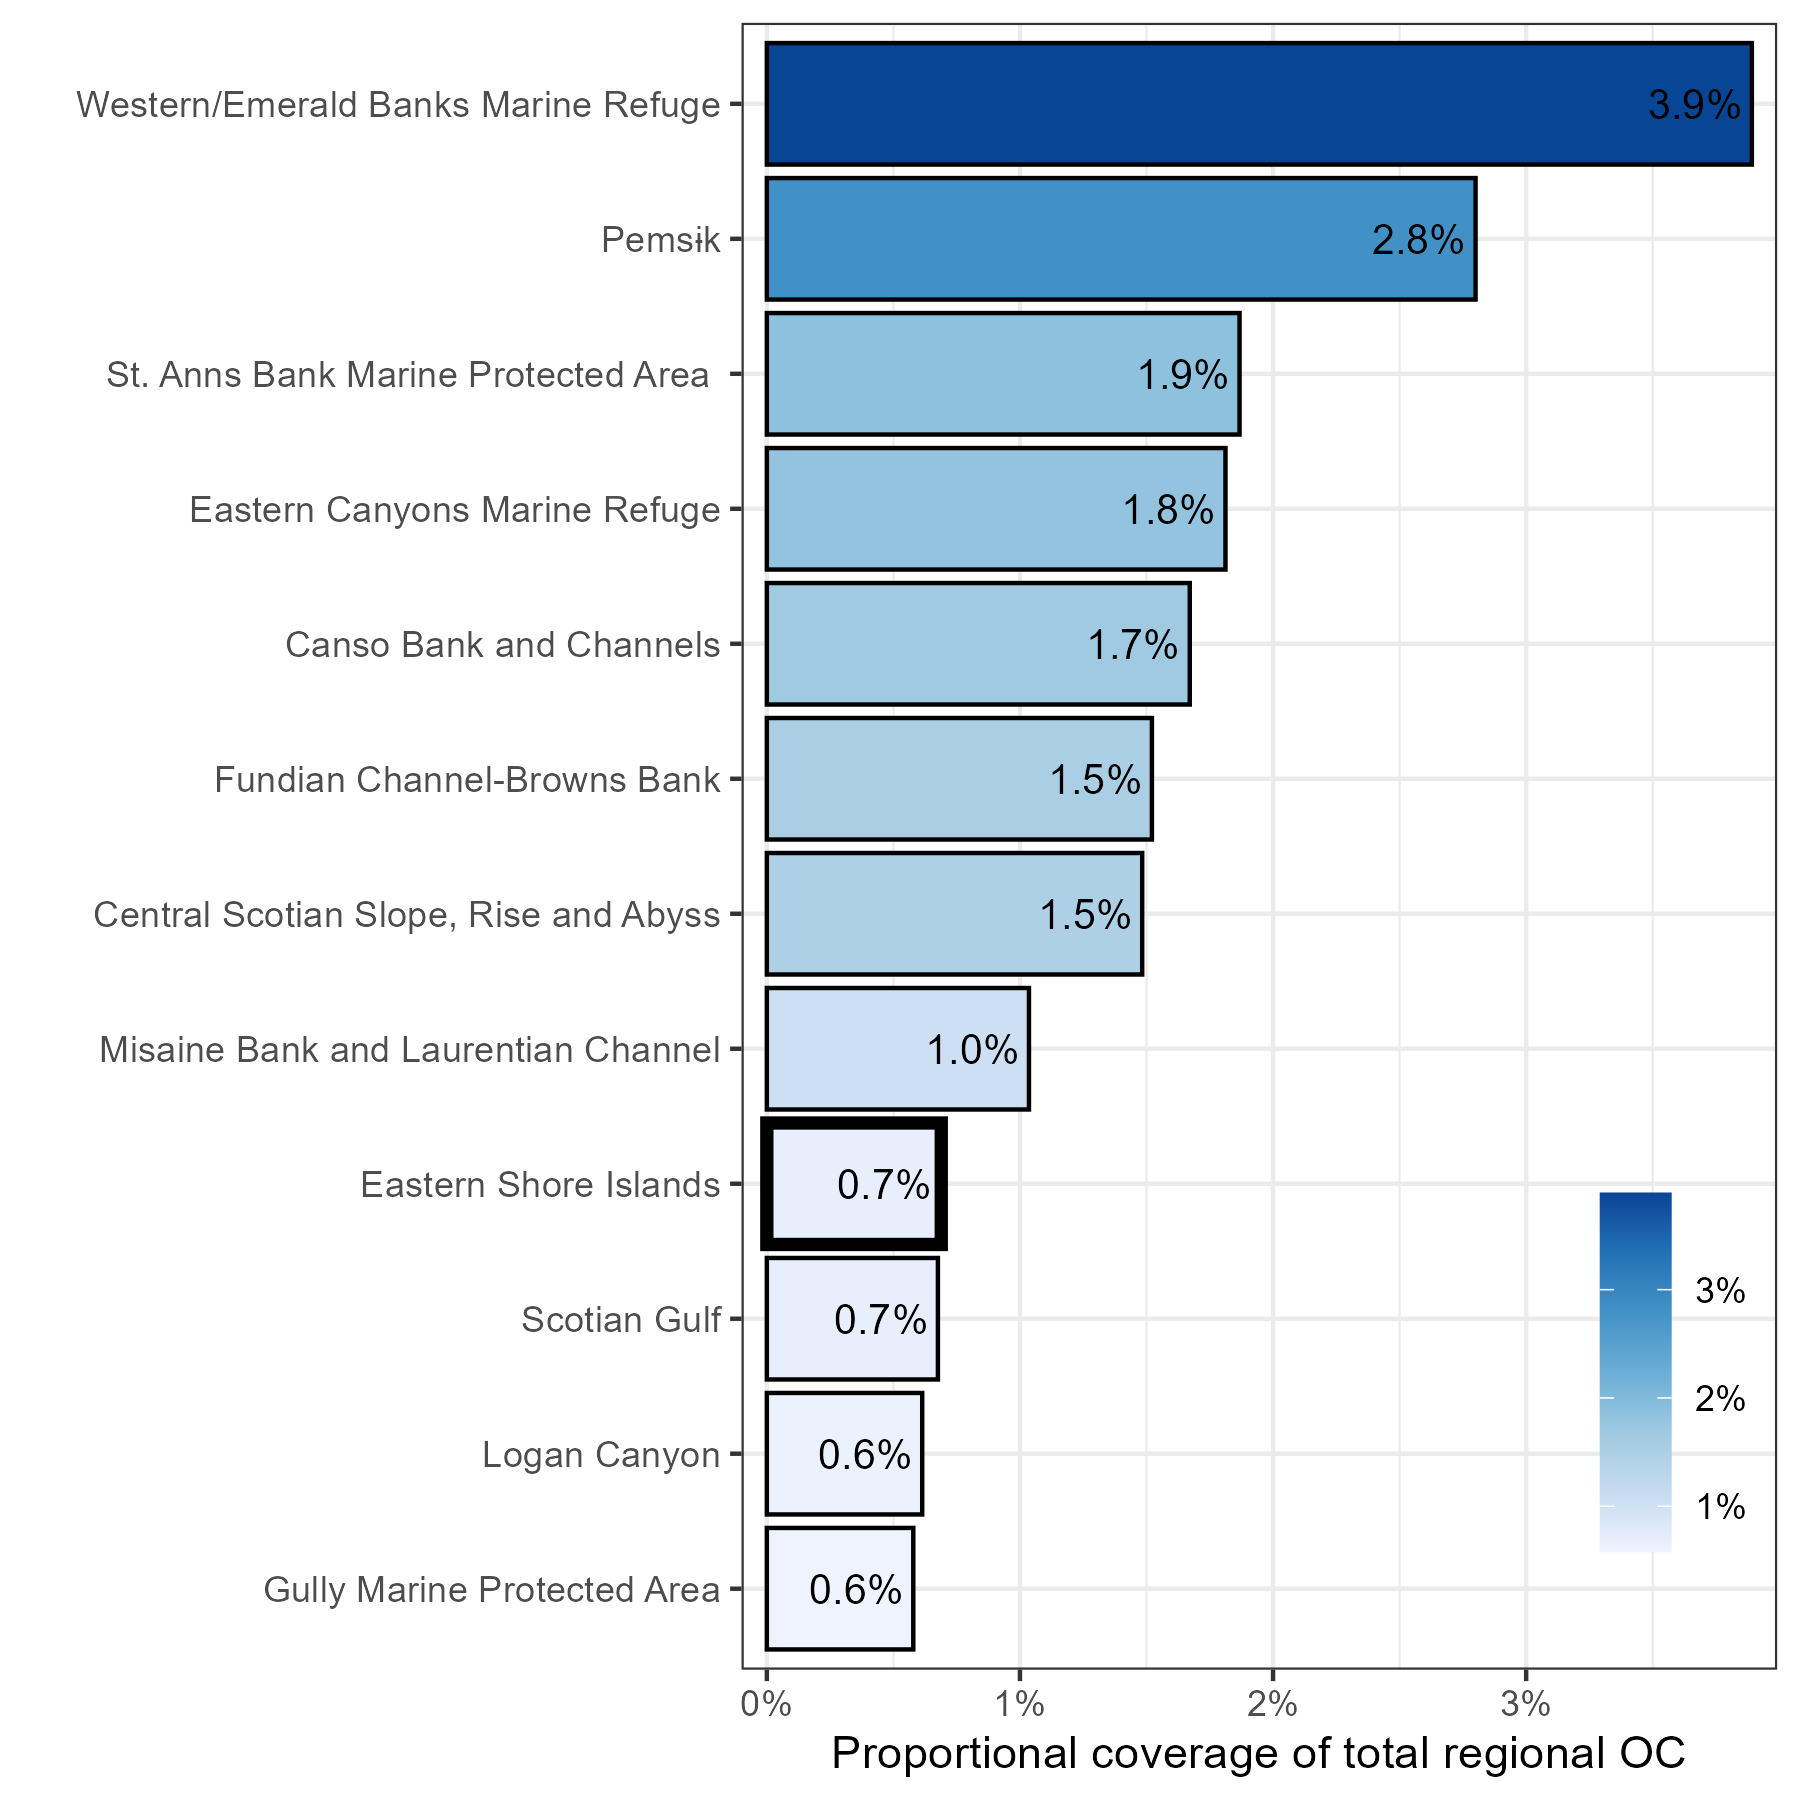 Western/Emerald Banks Marine Refuge
3.9%
Pemsɨk
2.8%
St. Anns Bank Marine Protected Area
1.9%
Eastern Canyons Marine Refuge
1.8%
Canso Bank and Channels
1.7%
Fundian Channel-Browns Bank
1.5%
Central Scotian Slope, Rise and Abyss
1.5%
Misaine Bank and Laurentian Channel
1.0%
Eastern Shore Islands
0.7%
Scotian Gulf
0.7%
Logan Canyon
0.6%
Gully Marine Protected Area
0.6%
3%
2%
1%
0% 1% 2% 3%
Proportional coverage of total regional OC